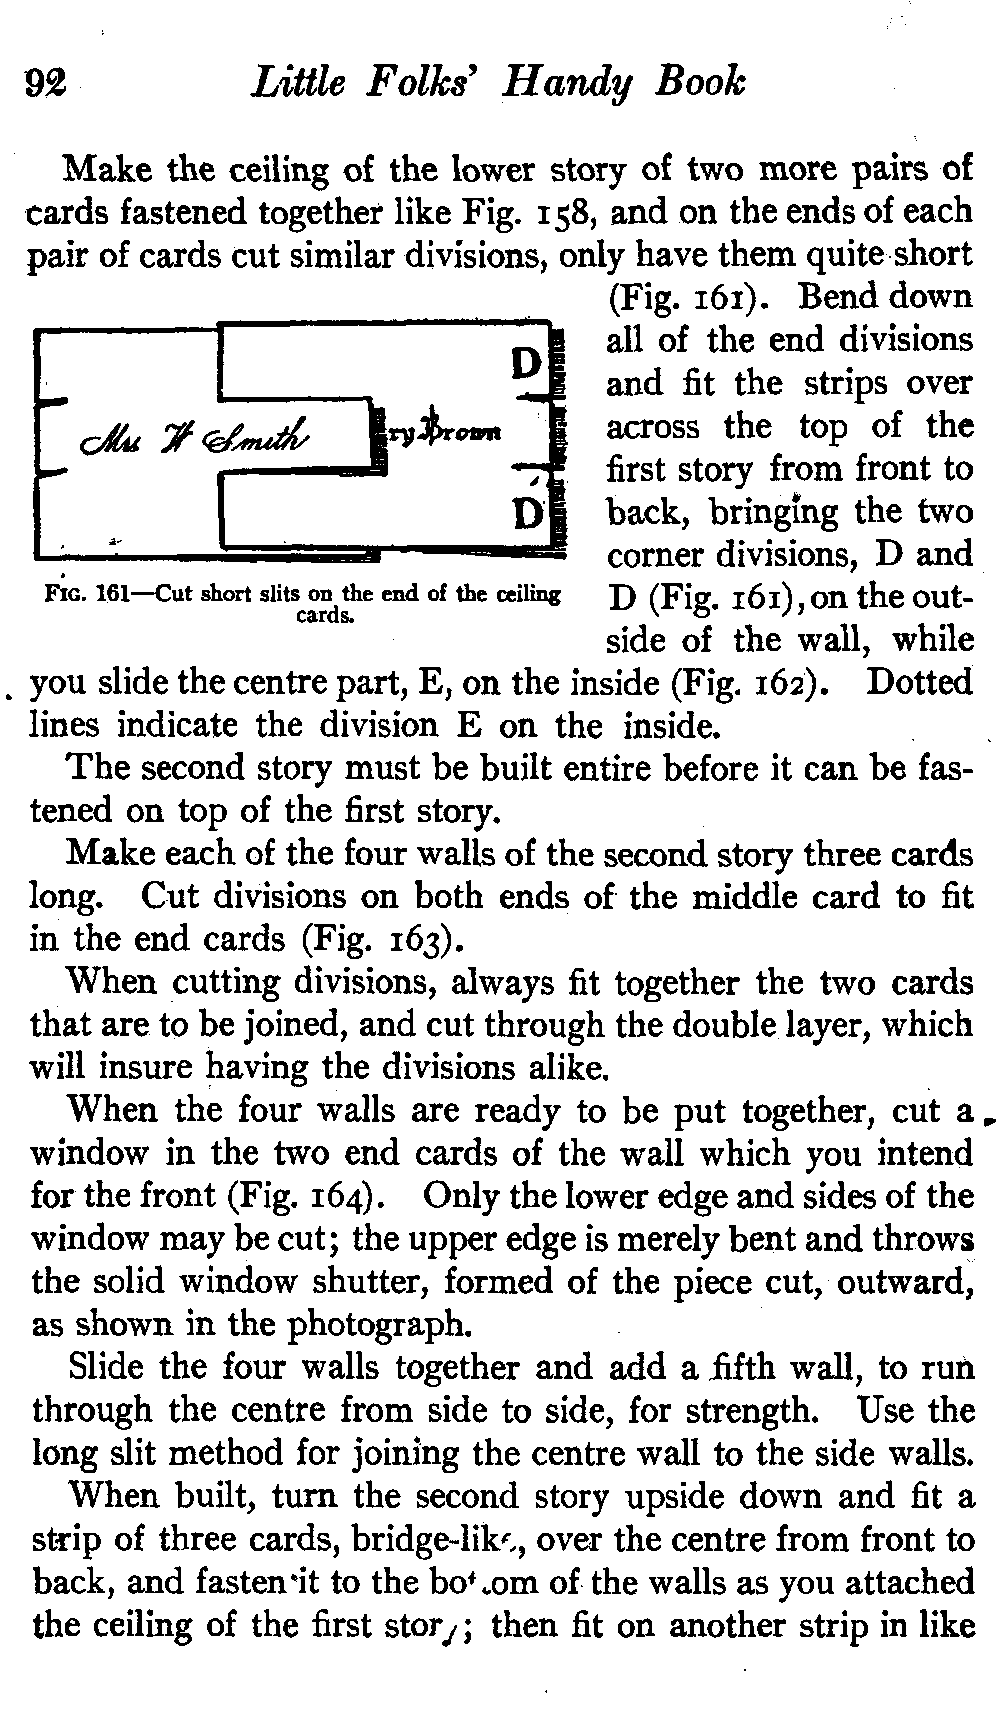 92
Little Folks' Handy Book
Make the ceiling of the lower story of two more pairs of
cards fastened together like Fig. 158, and on the ends of each
pair of cards cut similar divisions, only have them quite short
(Fig. 161). Bend down
all of the end divisions
and fit the strips over
across the top of the
first story from front to
back, bringing the two
corner divisions, D and
D (Fig. 161), on the out-
side of the wall, while
D
Mrs W Smith
ry Brown
D
FIG. 161—Cut short slits on the end of the ceiling
cards.
you slide the centre part, E, on the inside (Fig. 162). Dotted
lines indicate the division E on the inside.
The second story must be built entire before it can be fas-
tened on top of the first story.
Make each of the four walls of the second story three cards
long. Cut divisions on both ends of the middle card to fit
in the end cards (Fig. 163).
When cutting divisions, always fit together the two cards
that are to be joined, and cut through the double layer, which
will insure having the divisions alike.
When the four walls are ready to be put together, cut a
window in the two end cards of the wall which you intend
for the front (Fig. 164). Only the lower edge and sides of the
window may be cut; the upper edge is merely bent and throws
the solid window shutter, formed of the piece cut, outward,
as shown in the photograph.
Slide the four walls together and add a fifth wall, to run
through the centre from side to side, for strength. Use the
long slit method for joining the centre wall to the side walls.
When built, turn the second story upside down and fit a
strip of three cards, bridge-like, over the centre from front to
back, and fasten it to the bottom of the walls as you attached
the ceiling of the first story; then fit on another strip in like